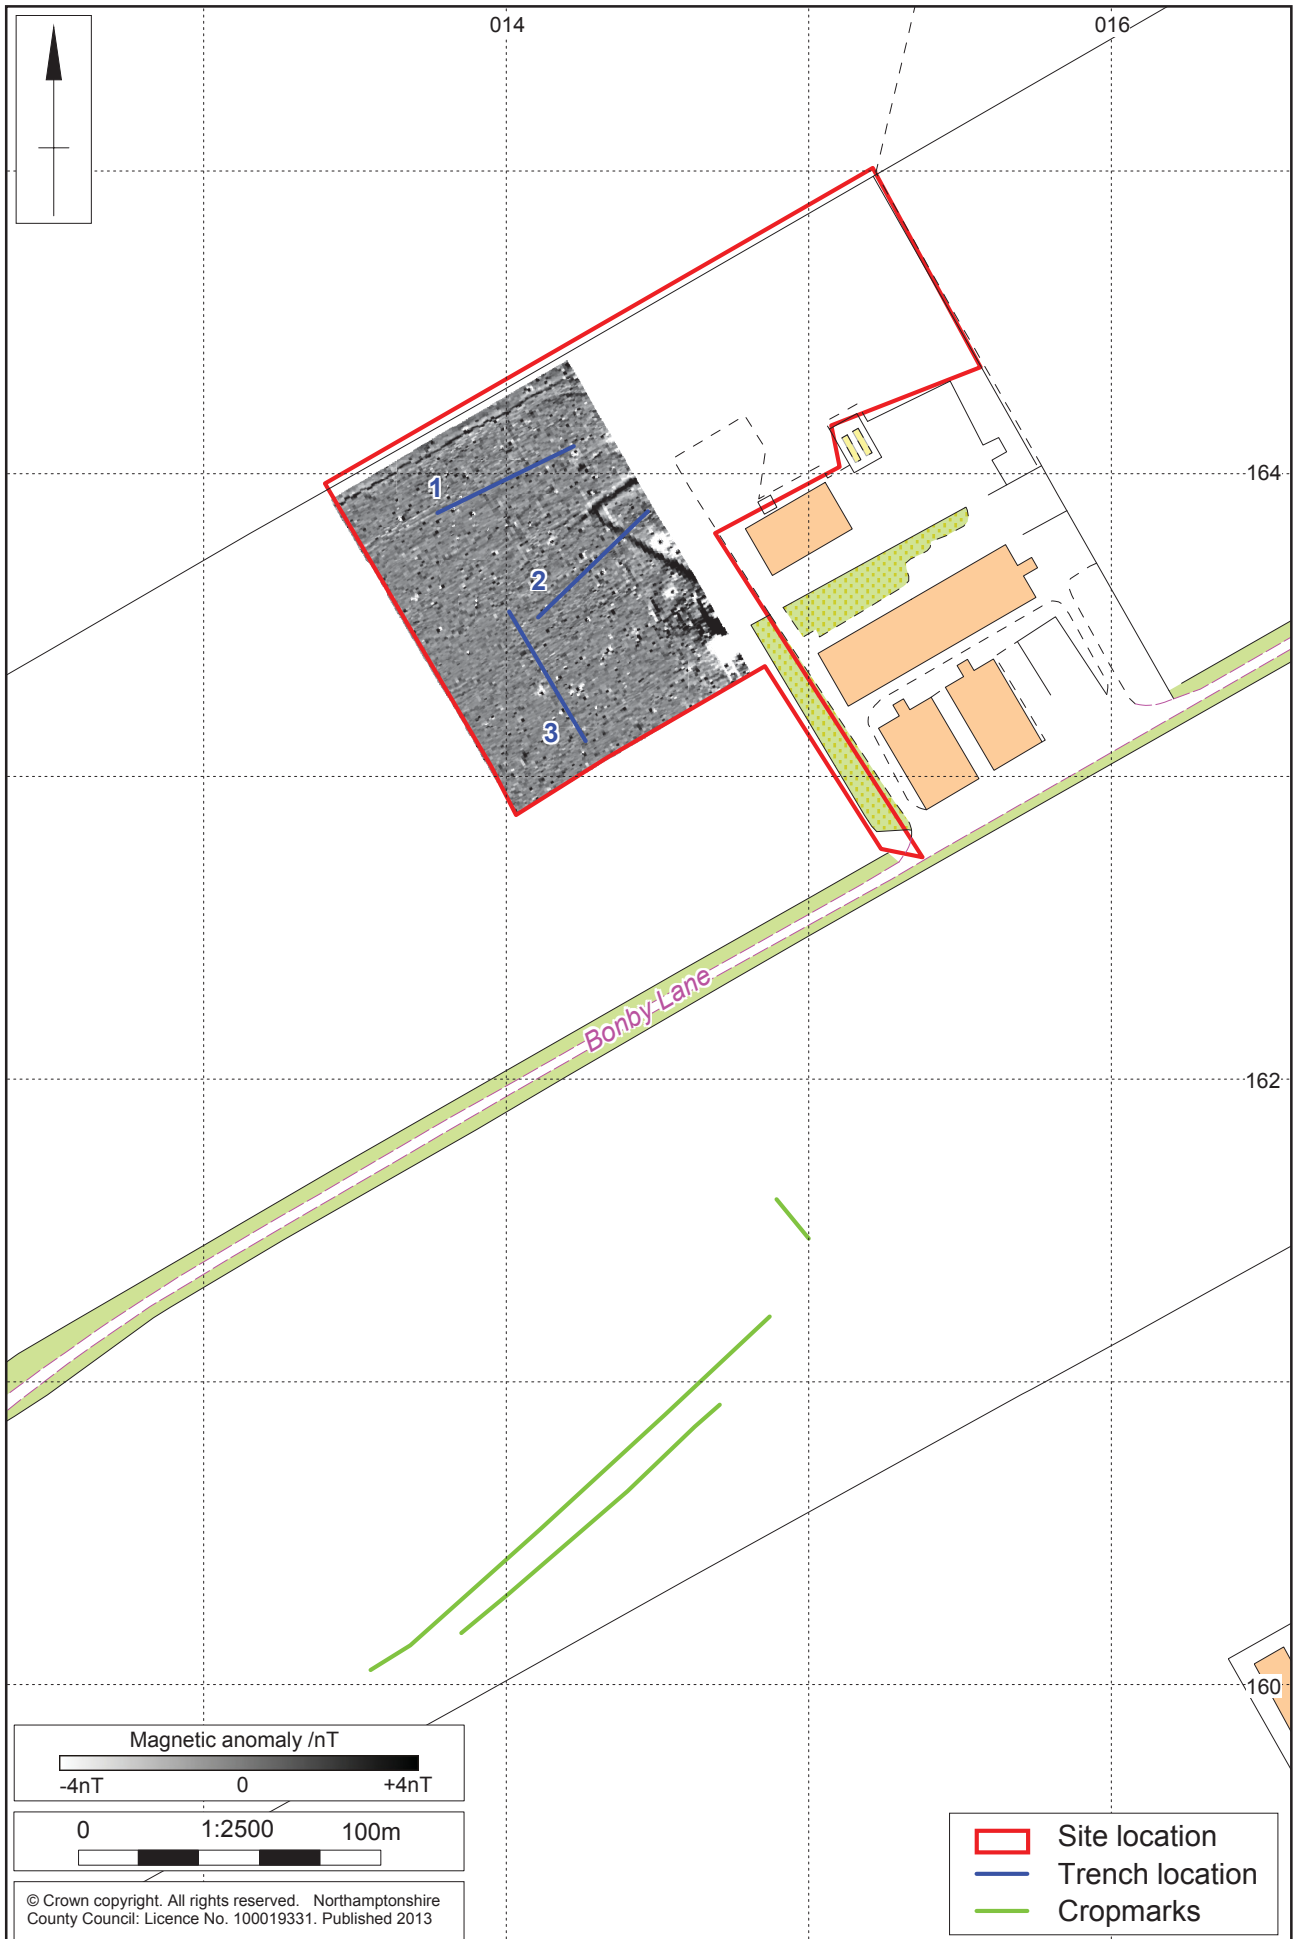 014
016
164
1
2
3
Bonby Lane
162
160
Magnetic anomaly /nT
-4nT 0 +4nT
0 1:2500 100m
© Crown copyright. All rights reserved. Northamptonshire
County Council: Licence No. 100019331. Published 2013
Site location
Trench location
Cropmarks